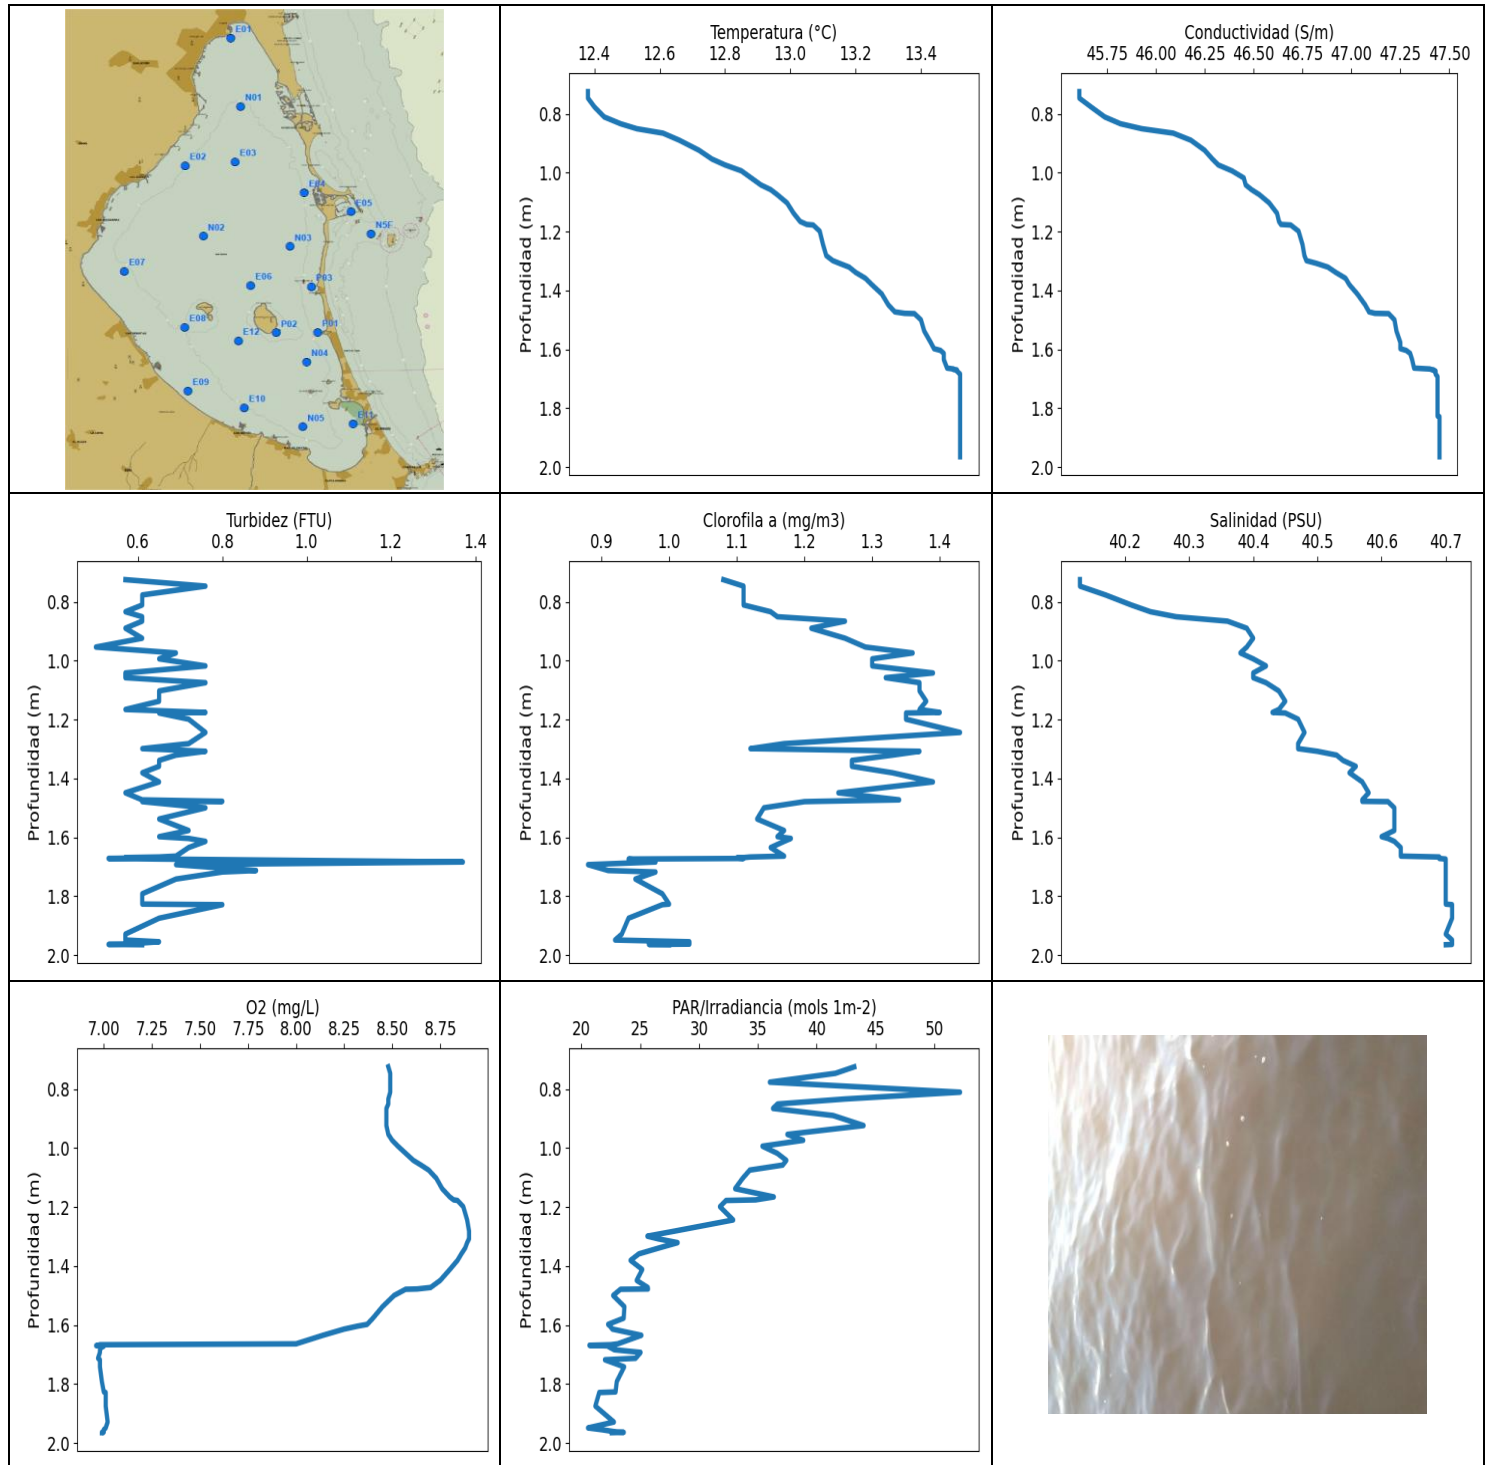 E01
N01
E02
E03
E04
E05
N5F
N02
N03
E07
E06
P03
E08
P02
P01
E12
N04
E09
E10
N05
E11
Temperatura (°C)
12.4 12.6 12.8 13.0 13.2 13.4
Profundidad (m)
0.8
1.0
1.2
1.4
1.6
1.8
2.0
Conductividad (S/m)
45.75 46.00 46.25 46.50 46.75 47.00 47.25 47.50
Profundidad (m)
0.8
1.0
1.2
1.4
1.6
1.8
2.0
Turbidez (FTU)
0.6 0.8 1.0 1.2 1.4
Profundidad (m)
0.8
1.0
1.2
1.4
1.6
1.8
2.0
Clorofila a (mg/m3)
0.9 1.0 1.1 1.2 1.3 1.4
Profundidad (m)
0.8
1.0
1.2
1.4
1.6
1.8
2.0
Salinidad (PSU)
40.2 40.3 40.4 40.5 40.6 40.7
Profundidad (m)
0.8
1.0
1.2
1.4
1.6
1.8
2.0
O2 (mg/L)
7.00 7.25 7.50 7.75 8.00 8.25 8.50 8.75
Profundidad (m)
0.8
1.0
1.2
1.4
1.6
1.8
2.0
PAR/Irradiancia (mols 1m-2)
20 25 30 35 40 45 50
Profundidad (m)
0.8
1.0
1.2
1.4
1.6
1.8
2.0